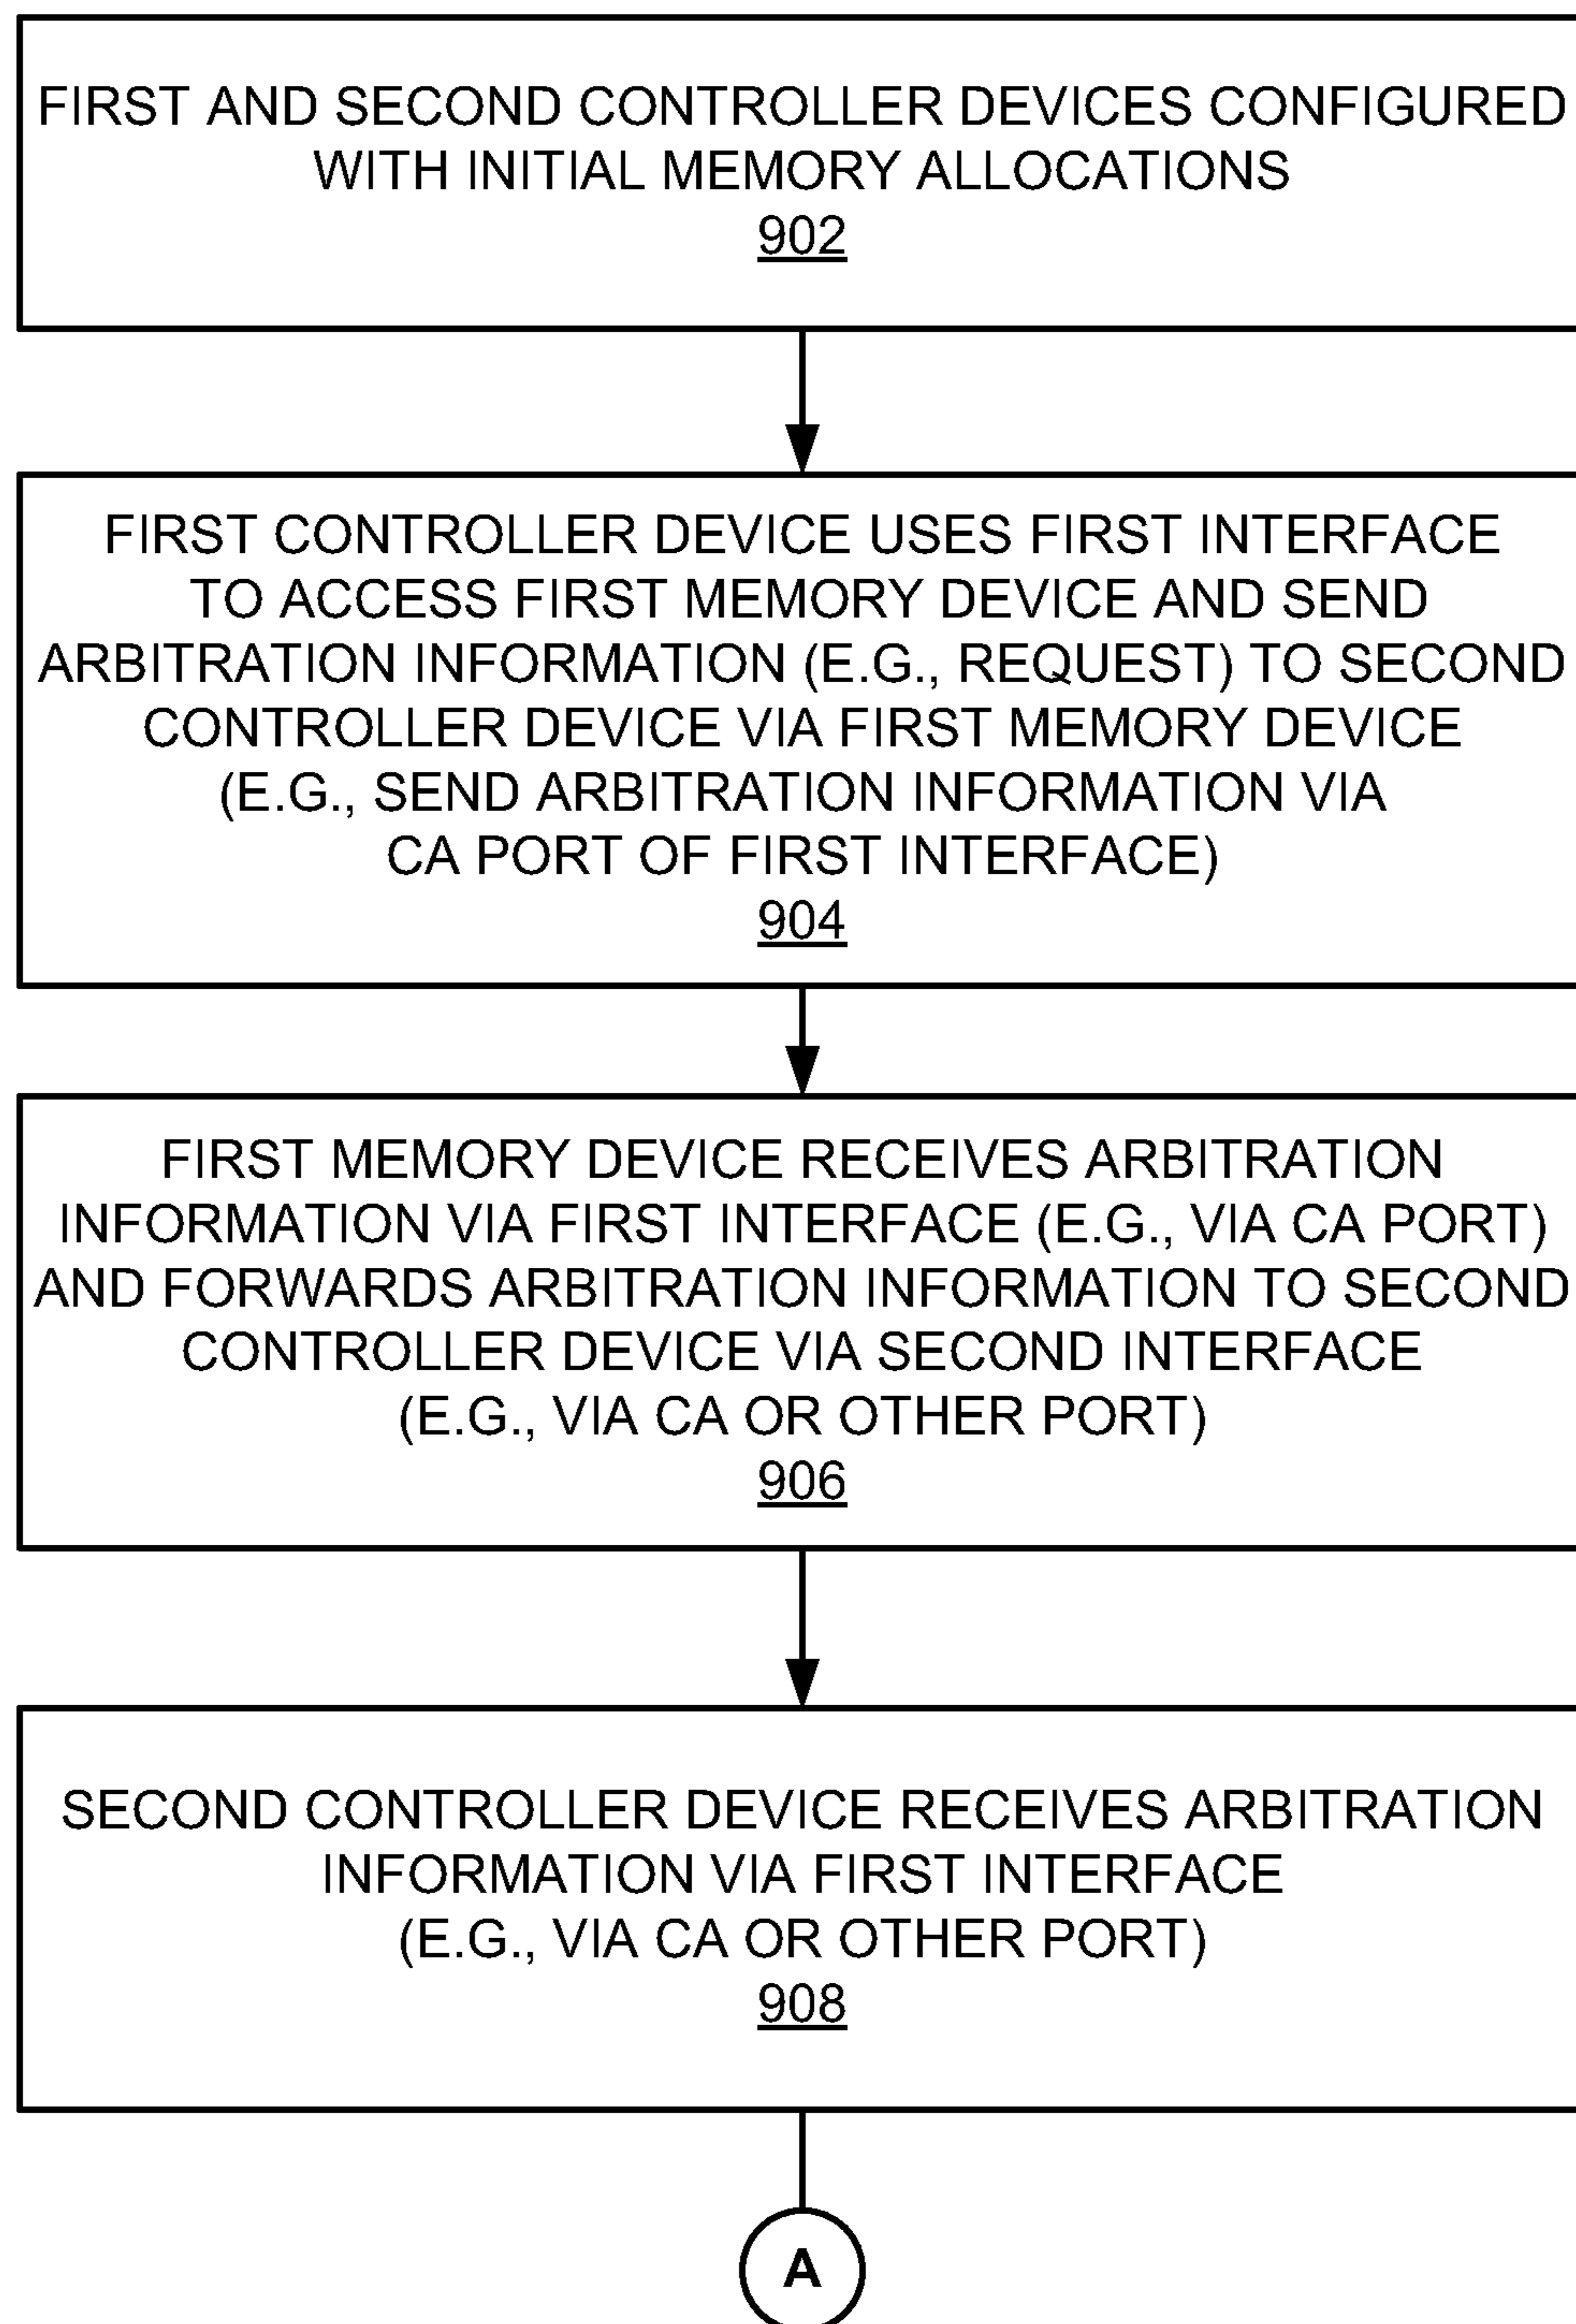 FIRST AND SECOND CONTROLLER DEVICES CONFIGURED
WITH INITIAL MEMORY ALLOCATIONS
902
FIRST CONTROLLER DEVICE USES FIRST INTERFACE
TO ACCESS FIRST MEMORY DEVICE AND SEND
ARBITRATION INFORMATION (E.G., REQUEST) TO SECOND
CONTROLLER DEVICE VIA FIRST MEMORY DEVICE
(E.G., SEND ARBITRATION INFORMATION VIA
CA PORT OF FIRST INTERFACE)
904
FIRST MEMORY DEVICE RECEIVES ARBITRATION
INFORMATION VIA FIRST INTERFACE (E.G., VIA CA PORT)
AND FORWARDS ARBITRATION INFORMATION TO SECOND
CONTROLLER DEVICE VIA SECOND INTERFACE
(E.G., VIA CA OR OTHER PORT)
906
SECOND CONTROLLER DEVICE RECEIVES ARBITRATION
INFORMATION VIA FIRST INTERFACE
(E.G., VIA CA OR OTHER PORT)
908
A